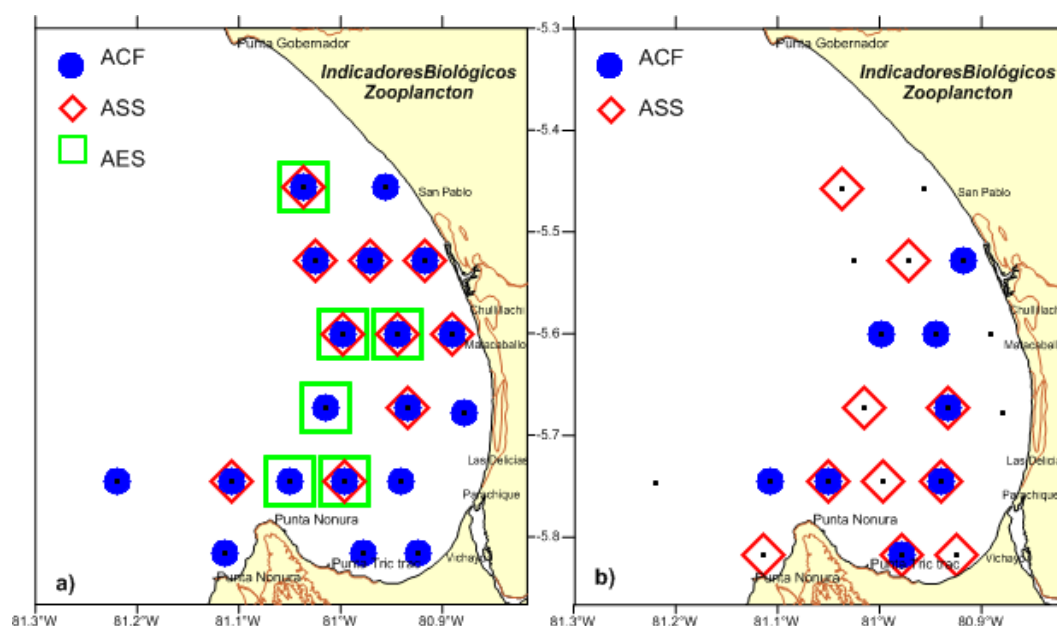 Punta Gobernador
ACF
ASS
AES
IndicadoresBiológicos
Zooplancton
San Pablo
Chullillachi
Matacaballo
Las Delicias
Parachique
Punta Nonura
Punta Tric trac
Vichayo
Punta Nonura
a)
81.3°W
81.2°W
81.1°W
81°W
80.9°W
-5.3
-5.4
-5.5
-5.6
-5.7
-5.8
Punta Gobernador
ACF
ASS
IndicadoresBiológicos
Zooplancton
San Pablo
Chullillachi
Matacaballo
Las Delicias
Parachique
Punta Nonura
Punta Tric trac
Vichayo
Punta Nonura
b)
81.3°W
81.2°W
81.1°W
81°W
80.9°W